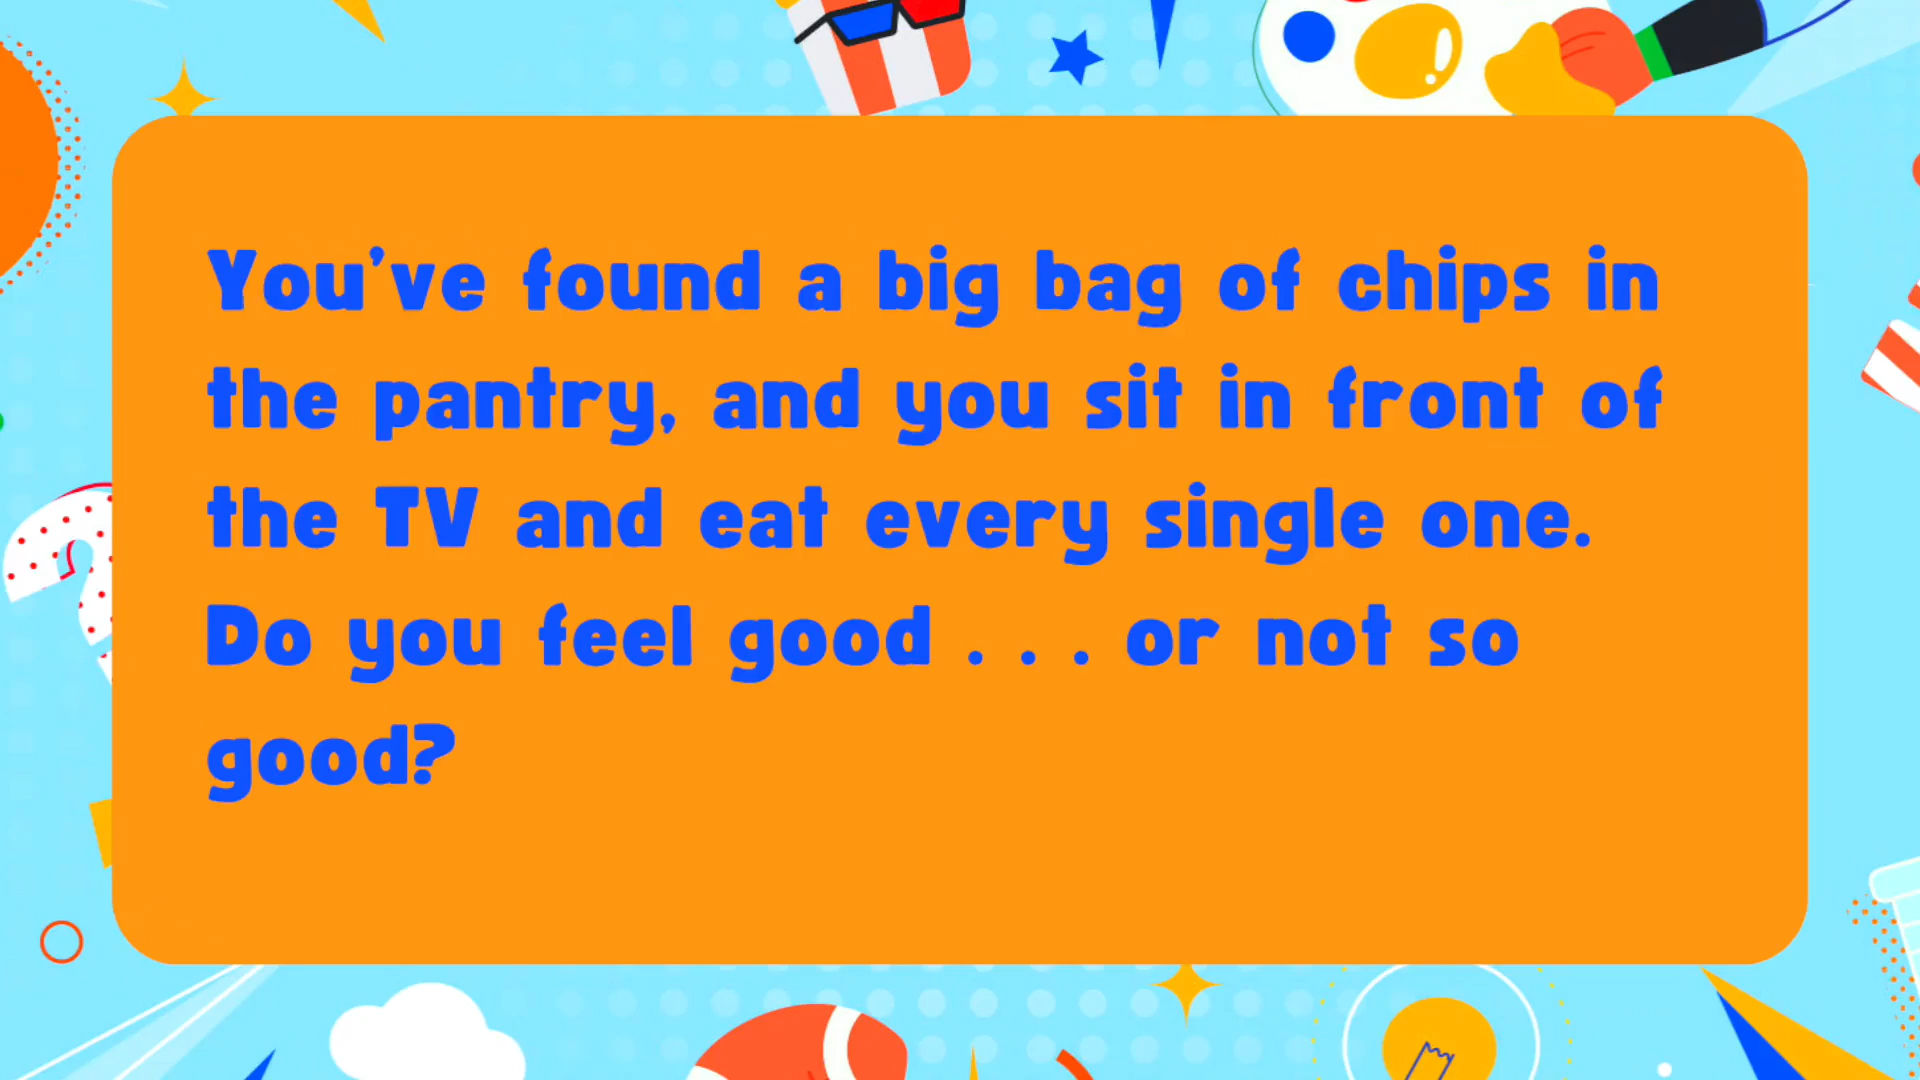 You've found a big bag of chips in
the pantry, and you sit in front of
the TV and eat every single one.
Do you feel good . . . or not so
good?